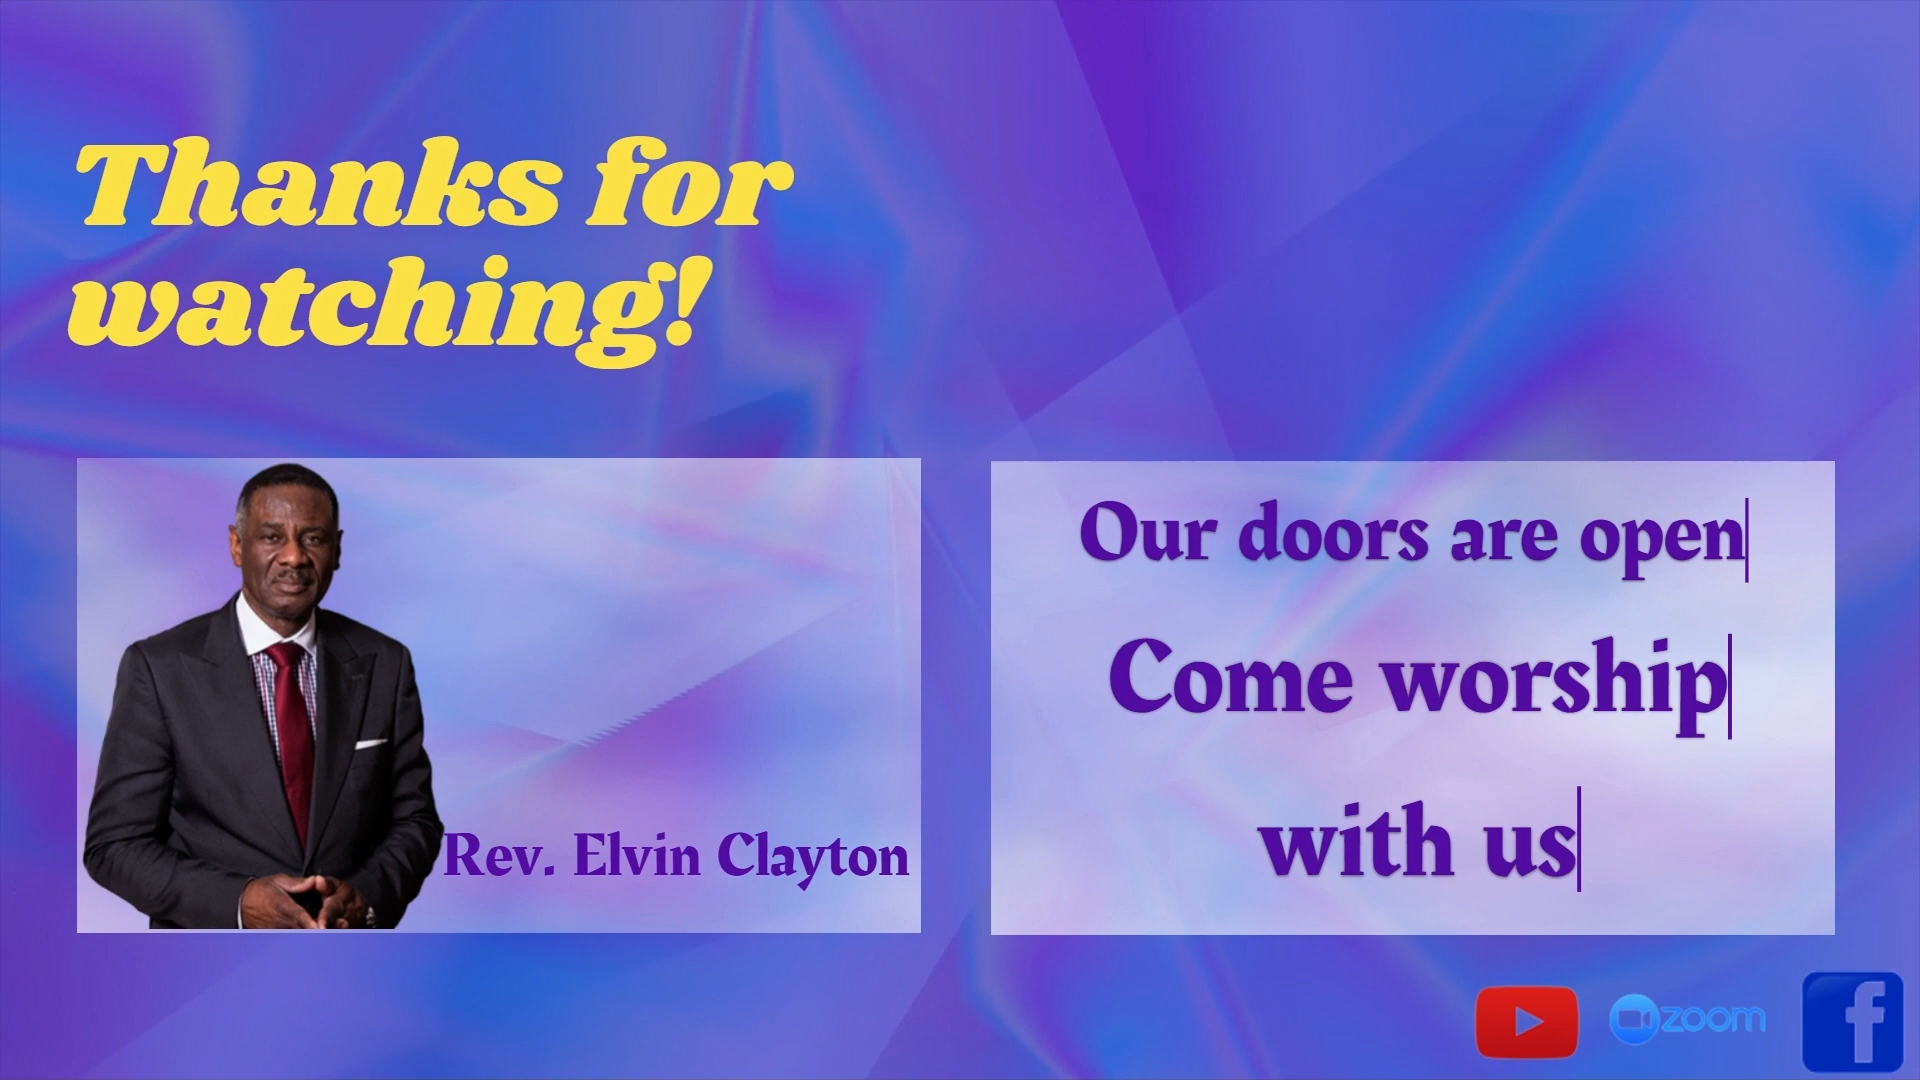 Thanks for
watching!
Rev. Elvin Clayton
Our doors are open
Come worship
with us
zoom
f